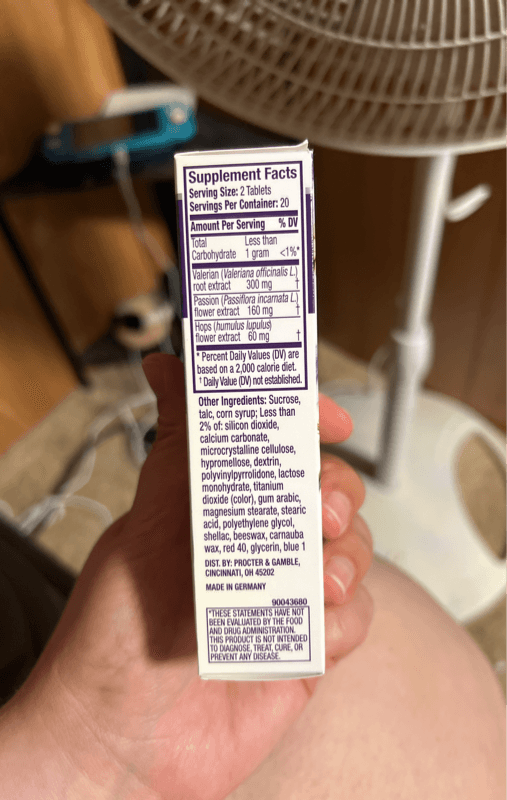 Supplement Facts
Serving Size: 2 Tablets
Servings Per Container: 20
Amount Per Serving % DV
Total Less than
Carbohydrate 1 gram <1%*
Valerian (Valeriana officinalis L.)
root extract 300 mg †
Passion (Passiflora incarnata L.)
flower extract 160 mg †
Hops (humulus lupulus)
flower extract 60 mg †
* Percent Daily Values (DV) are
based on a 2,000 calorie diet.
† Daily Value (DV) not established.
Other Ingredients: Sucrose,
talc, corn syrup; Less than
2% of: silicon dioxide,
calcium carbonate,
microcrystalline cellulose,
hypromellose, dextrin,
polyvinylpyrrolidone, lactose
monohydrate, titanium
dioxide (color), gum arabic,
magnesium stearate, stearic
acid, polyethylene glycol,
shellac, beeswax, carnauba
wax, red 40, glycerin, blue 1
DIST. BY: PROCTER & GAMBLE,
CINCINNATI, OH 45202
MADE IN GERMANY
90043680
*THESE STATEMENTS HAVE NOT
BEEN EVALUATED BY THE FOOD
AND DRUG ADMINISTRATION.
THIS PRODUCT IS NOT INTENDED
TO DIAGNOSE, TREAT, CURE, OR
PREVENT ANY DISEASE.